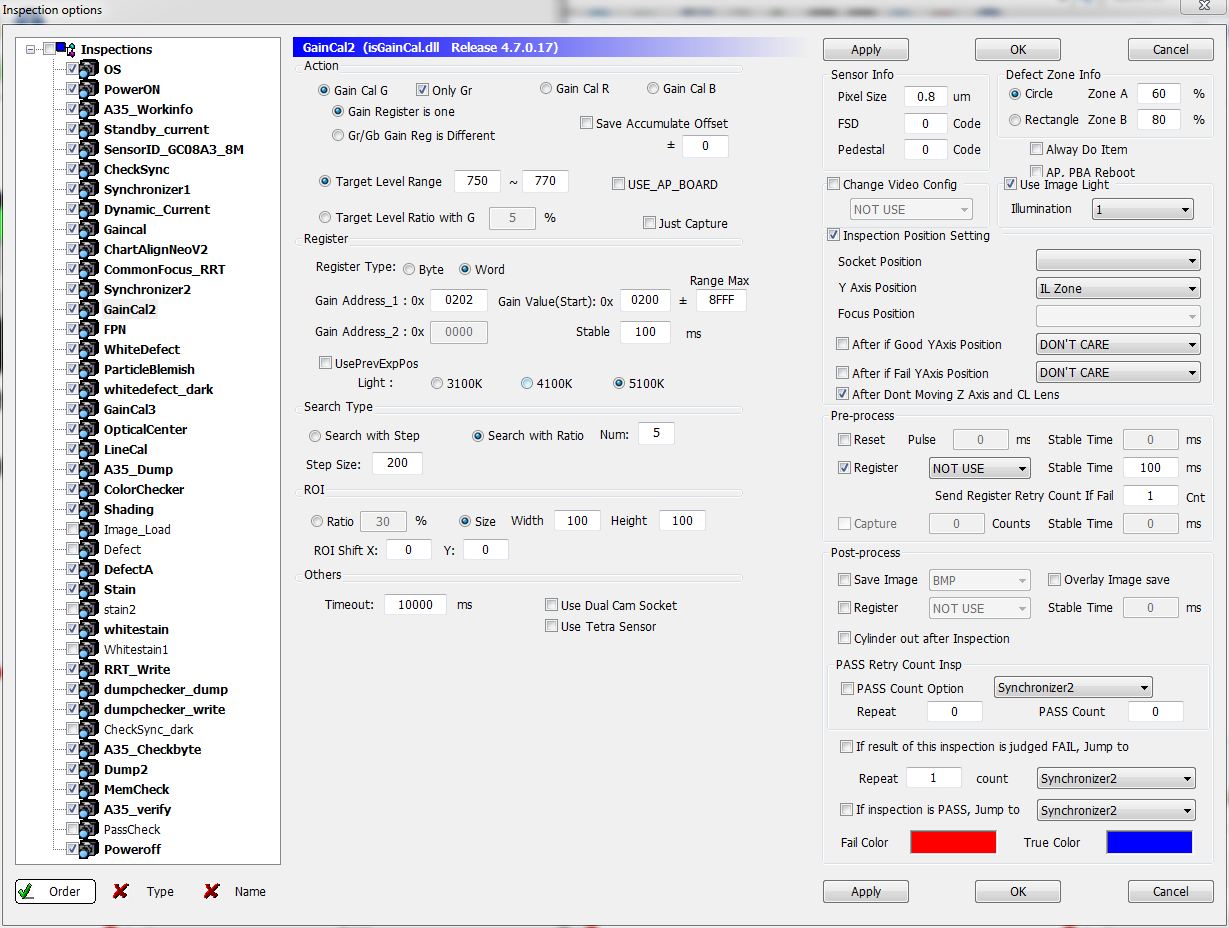 Inspection options
Inspections
OS
PowerON
A35_Workinfo
Standby_current
SensorID_GC08A3_8M
CheckSync
Synchronizer1
Dynamic_Current
Gaincal
ChartAlignNeoV2
CommonFocus_RRT
Synchronizer2
GainCal2
FPN
WhiteDefect
ParticleBlemish
whitedefect_dark
GainCal3
OpticalCenter
LineCal
A35_Dump
ColorChecker
Shading
Image_Load
Defect
DefectA
Stain
stain2
whitestain
Whitestain1
RRT_Write
dumpchecker_dump
dumpchecker_write
CheckSync_dark
A35_Checkbyte
Dump2
MemCheck
A35_verify
PassCheck
Poweroff
Order Type Name
GainCal2 (isGainCal.dll Release 4.7.0.17)
Action
Gain Cal G Only Gr Gain Cal R Gain Cal B
Gain Register is one
Gr/Gb Gain Reg is Different
Save Accumulate Offset
± 0
Target Level Range 750 ~ 770 USE_AP_BOARD
Target Level Ratio with G 5 % Just Capture
Register
Register Type: Byte Word
Range Max
Gain Address_1 : 0x 0202 Gain Value(Start): 0x 0200 ± 8FFF
Gain Address_2 : 0x 0000 Stable 100 ms
UsePrevExpPos
Light : 3100K 4100K 5100K
Search Type
Search with Step Search with Ratio Num: 5
Step Size: 200
ROI
Ratio 30 % Size Width 100 Height 100
ROI Shift X: 0 Y: 0
Others
Timeout: 10000 ms Use Dual Cam Socket
Use Tetra Sensor
Apply OK Cancel
Sensor Info
Pixel Size 0.8 um
FSD 0 Code
Pedestal 0 Code
Defect Zone Info
Circle Zone A 60 %
Rectangle Zone B 80 %
Alway Do Item
AP, PBA Reboot
Change Video Config
NOT USE
Use Image Light
Illumination 1
Inspection Position Setting
Socket Position
Y Axis Position IL Zone
Focus Position
After if Good YAxis Position DON'T CARE
After if Fail YAxis Position DON'T CARE
After Dont Moving Z Axis and CL Lens
Pre-process
Reset Pulse 0 ms Stable Time 0 ms
Register NOT USE Stable Time 100 ms
Send Register Retry Count If Fail 1 Cnt
Capture 0 Counts Stable Time 0 ms
Post-process
Save Image BMP Overlay Image save
Register NOT USE Stable Time 0 ms
Cylinder out after Inspection
PASS Retry Count Insp
PASS Count Option Synchronizer2
Repeat 0 PASS Count 0
If result of this inspection is judged FAIL, Jump to
Repeat 1 count Synchronizer2
If inspection is PASS, Jump to Synchronizer2
Fail Color True Color
Apply OK Cancel